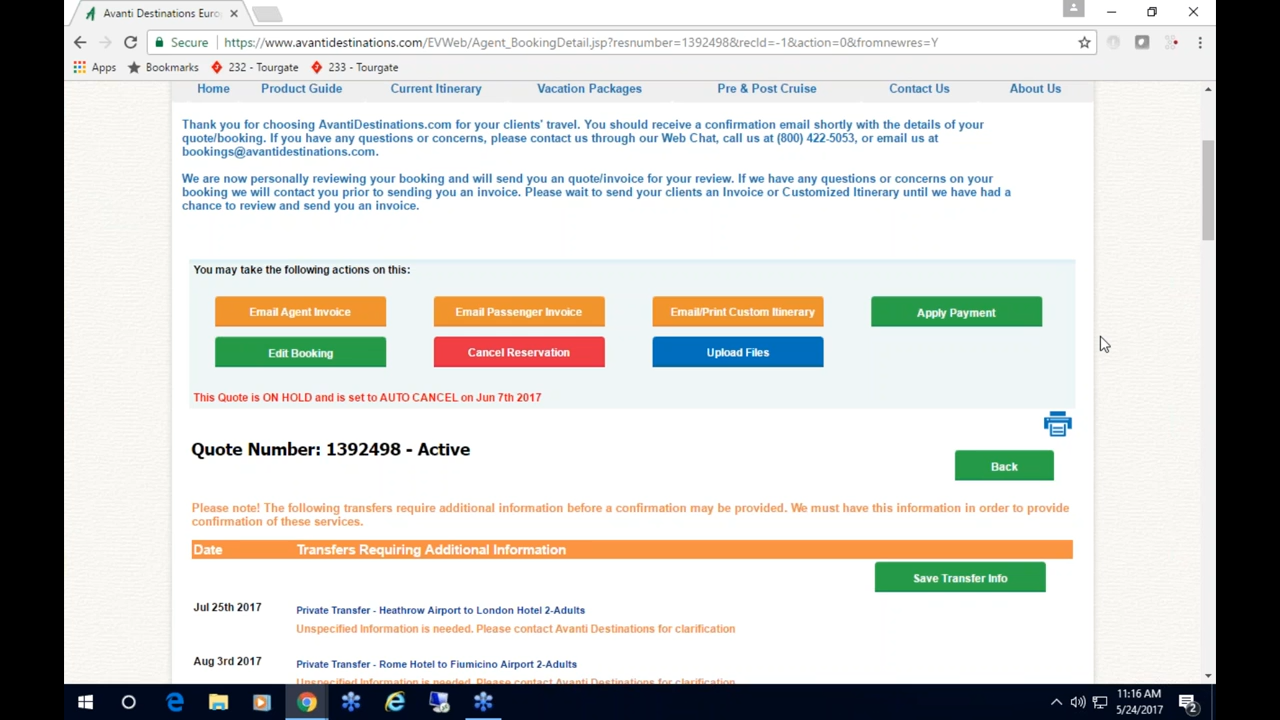 Avanti Destinations Euro
Secure
https://www.avantidestinations.com/EVWeb/Agent_BookingDetail.jsp?resnumber=1392498&recId=-1&action=0&fromnewres=Y
Apps Bookmarks 232 - Tourgate 233 - Tourgate
Home Product Guide Current Itinerary Vacation Packages Pre & Post Cruise Contact Us About Us
Thank you for choosing AvantiDestinations.com for your clients' travel. You should receive a confirmation email shortly with the details of your
quote/booking. If you have any questions or concerns, please contact us through our Web Chat, call us at (800) 422-5053, or email us at
bookings@avantidestinations.com.
We are now personally reviewing your booking and will send you an quote/invoice for your review. If we have any questions or concerns on your
booking we will contact you prior to sending you an invoice. Please wait to send your clients an Invoice or Customized Itinerary until we have had a
chance to review and send you an invoice.
You may take the following actions on this:
Email Agent Invoice Email Passenger Invoice Email/Print Custom Itinerary Apply Payment
Edit Booking Cancel Reservation Upload Files
This Quote is ON HOLD and is set to AUTO CANCEL on Jun 7th 2017
Quote Number: 1392498 - Active
Back
Please note! The following transfers require additional information before a confirmation may be provided. We must have this information in order to provide
confirmation of these services.
Date Transfers Requiring Additional Information
Save Transfer Info
Jul 25th 2017 Private Transfer - Heathrow Airport to London Hotel 2-Adults
Unspecified Information is needed. Please contact Avanti Destinations for clarification
Aug 3rd 2017 Private Transfer - Rome Hotel to Fiumicino Airport 2-Adults
Unspecified Information is needed. Please contact Avanti Destinations for clarification
11:16 AM
5/24/2017
2